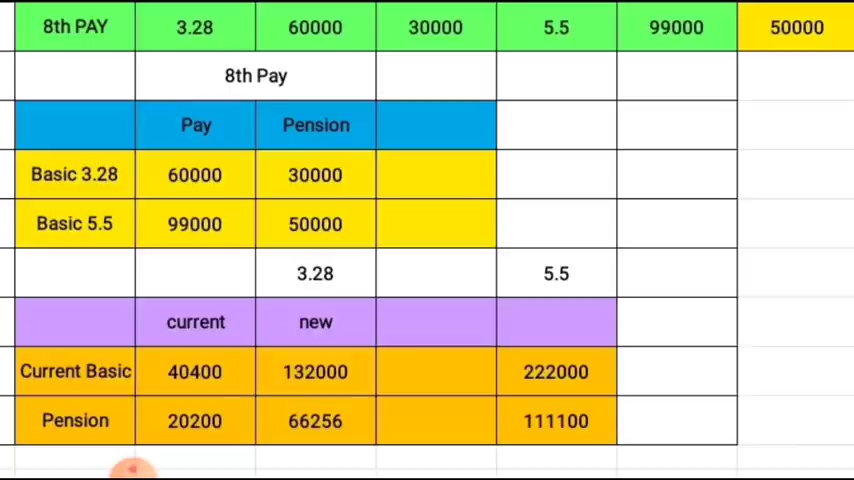 8th PAY 3.28 60000 30000 5.5 99000 50000
8th Pay
Pay Pension
Basic 3.28 60000 30000
Basic 5.5 99000 50000
3.28 5.5
current new
Current Basic 40400 132000 222000
Pension 20200 66256 111100